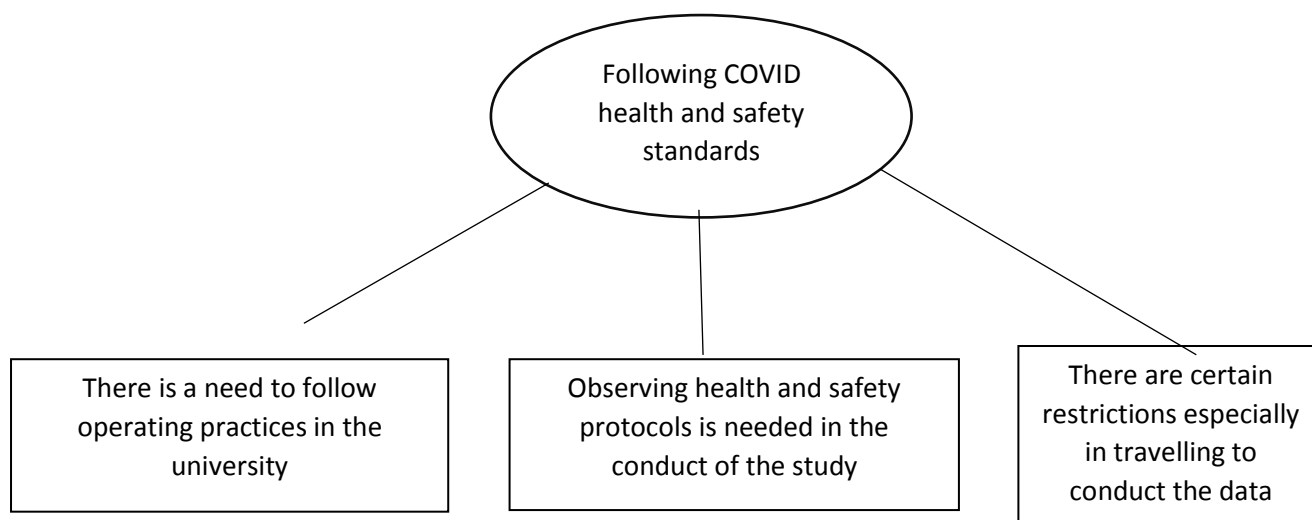 Following COVID
health and safety
standards
There is a need to follow
operating practices in the
university
Observing health and safety
protocols is needed in the
conduct of the study
There are certain
restrictions especially
in travelling to
conduct the data